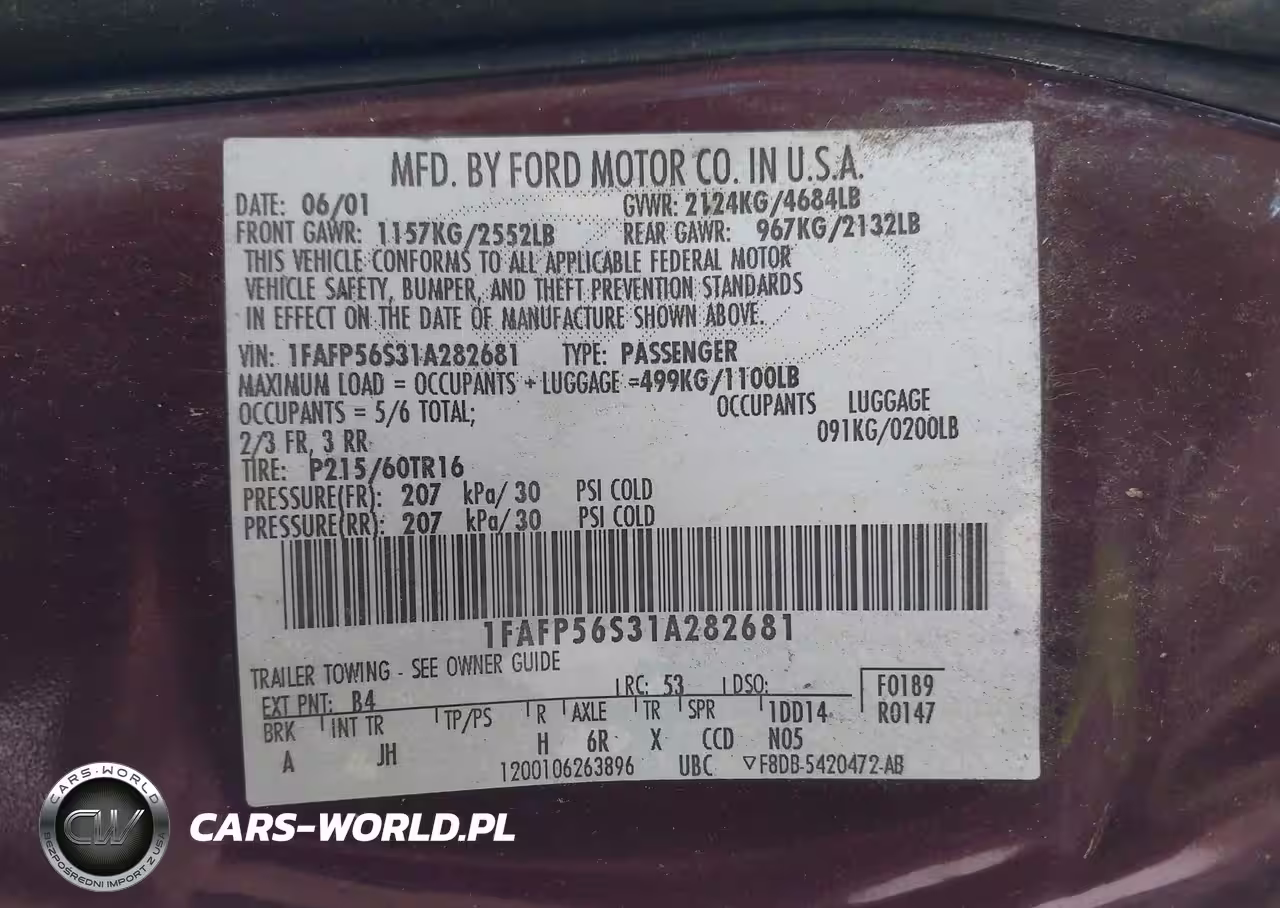 MFD. BY FORD MOTOR CO. IN U.S.A.
DATE: 06/01 GVWR: 2124KG/4684LB
FRONT GAWR: 1157KG/2552LB REAR GAWR: 967KG/2132LB
THIS VEHICLE CONFORMS TO ALL APPLICABLE FEDERAL MOTOR
VEHICLE SAFETY, BUMPER, AND THEFT PREVENTION STANDARDS
IN EFFECT ON THE DATE OF MANUFACTURE SHOWN ABOVE.
VIN: 1FAFP56S31A282681 TYPE: PASSENGER
MAXIMUM LOAD = OCCUPANTS + LUGGAGE =499KG/1100LB
OCCUPANTS = 5/6 TOTAL; OCCUPANTS LUGGAGE
2/3 FR, 3 RR 091KG/0200LB
TIRE: P215/60TR16
PRESSURE(FR): 207 kPa/ 30 PSI COLD
PRESSURE(RR): 207 kPa/ 30 PSI COLD
1FAFP56S31A282681
TRAILER TOWING - SEE OWNER GUIDE
EXT PNT: B4 RC: 53 DSO: F0189
BRK INT TR TP/PS R AXLE TR SPR 1DD14 R0147
A JH H 6R X CCD N05
1200106263896 UBC ▽F8DB-5420472-AB
CARS-WORLD
CW
BEZPOŚREDNI IMPORT Z USA
CARS-WORLD.PL